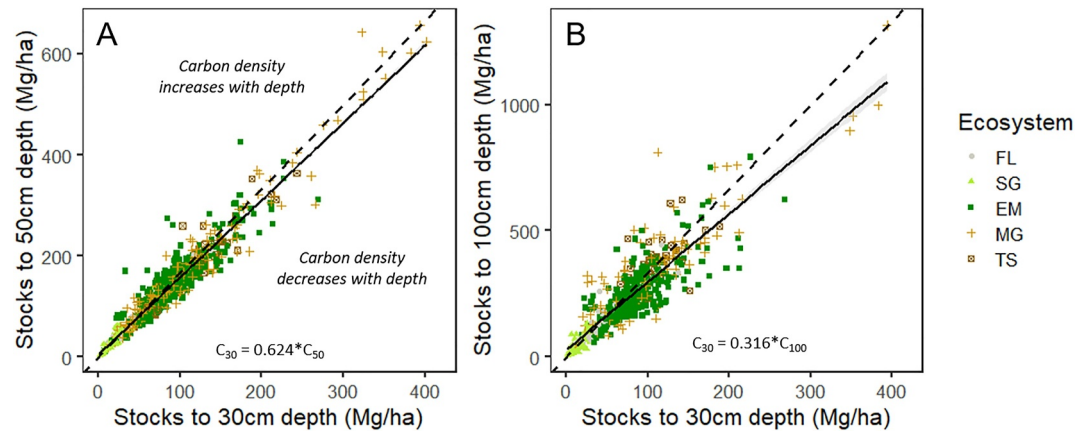 A
Carbon density
increases with depth
Carbon density
decreases with depth
C₃₀ = 0.624*C₅₀
Stocks to 50cm depth (Mg/ha)
600
400
200
0
0 100 200 300 400
Stocks to 30cm depth (Mg/ha)
B
C₃₀ = 0.316*C₁₀₀
Stocks to 100cm depth (Mg/ha)
1000
500
0
0 100 200 300 400
Stocks to 30cm depth (Mg/ha)
Ecosystem
FL
SG
EM
MG
TS